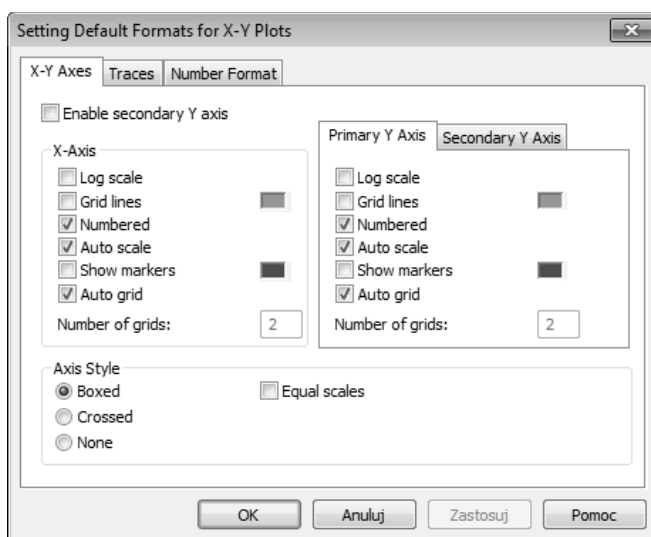 Setting Default Formats for X-Y Plots
X-Y Axes Traces Number Format
Enable secondary Y axis
X-Axis
Log scale
Grid lines
Numbered
Auto scale
Show markers
Auto grid
Number of grids: 2
Primary Y Axis Secondary Y Axis
Log scale
Grid lines
Numbered
Auto scale
Show markers
Auto grid
Number of grids: 2
Axis Style
Boxed Equal scales
Crossed
None
OK Anuluj Zastosuj Pomoc